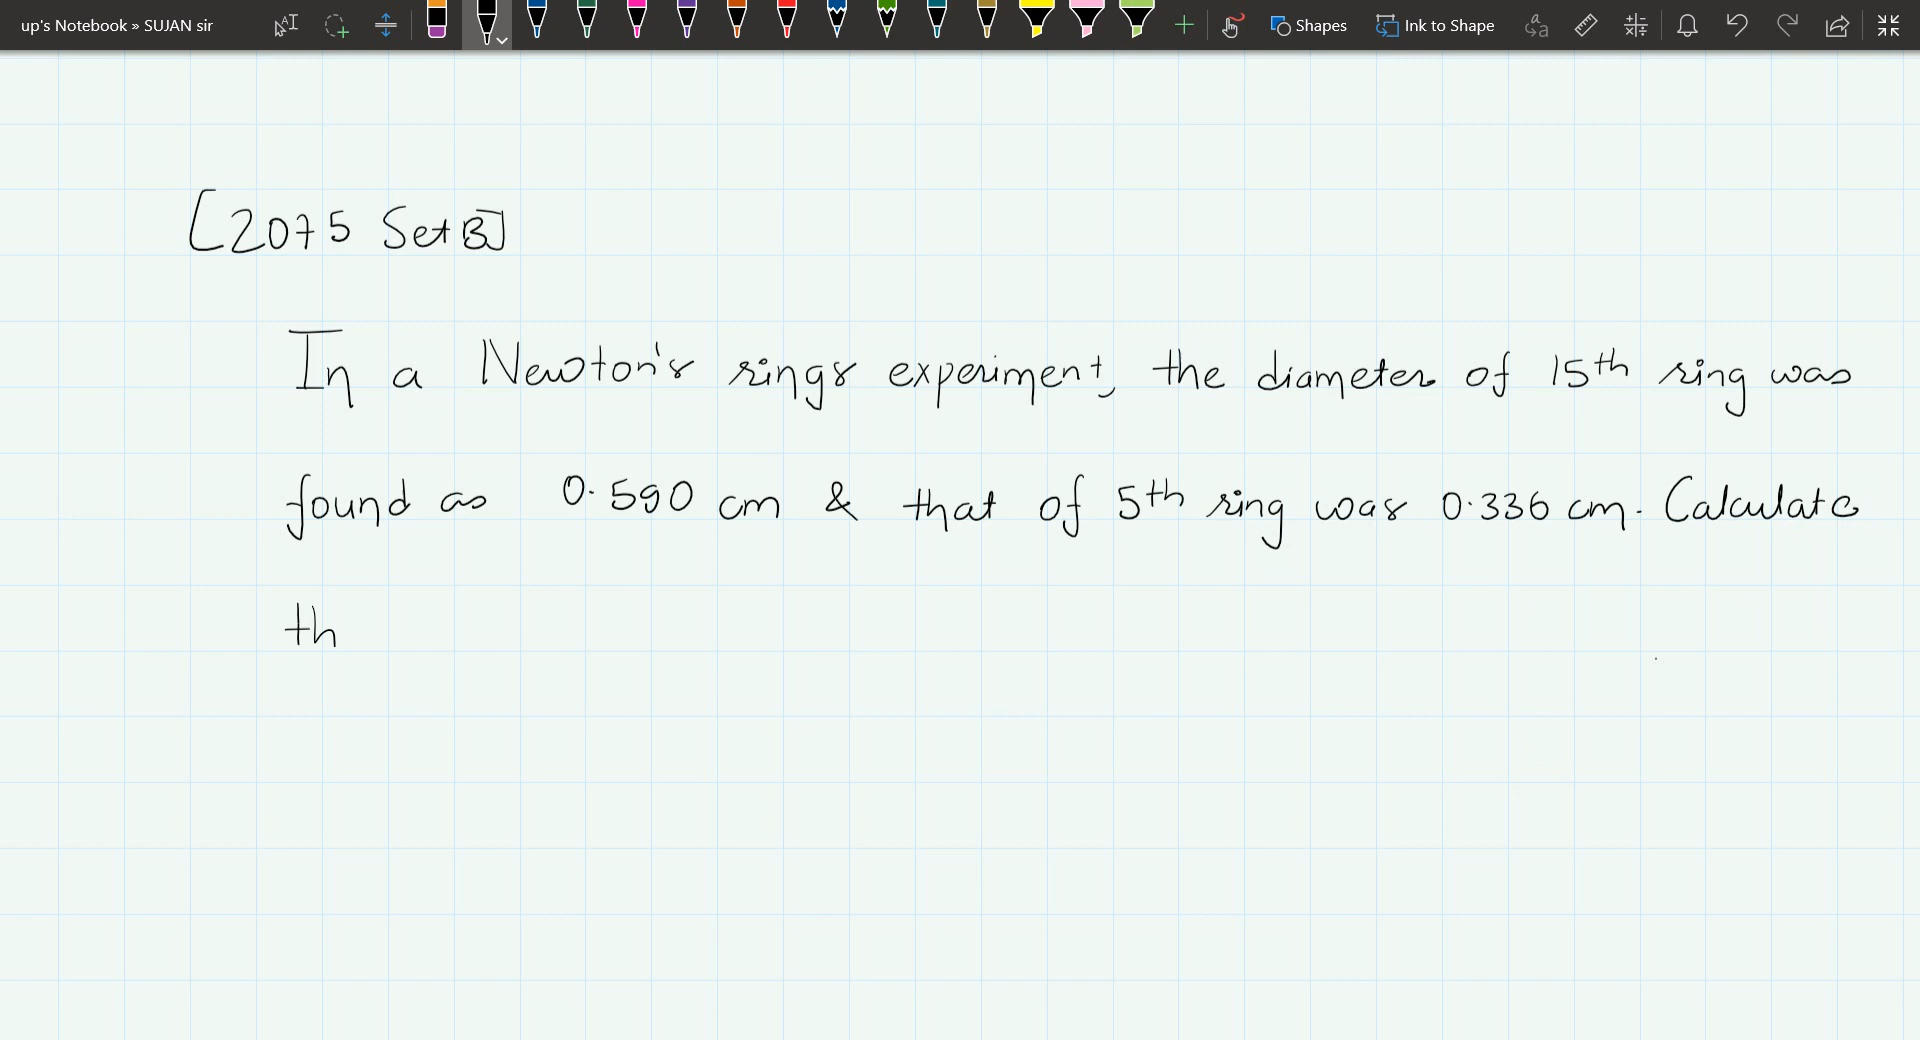 up's Notebook » SUJAN sir
Shapes
Ink to Shape
[2075 Set B]
In a Newton's rings experiment, the diameter of 15th ring was
found as 0.590 cm & that of 5th ring was 0.336 cm. Calculate
th